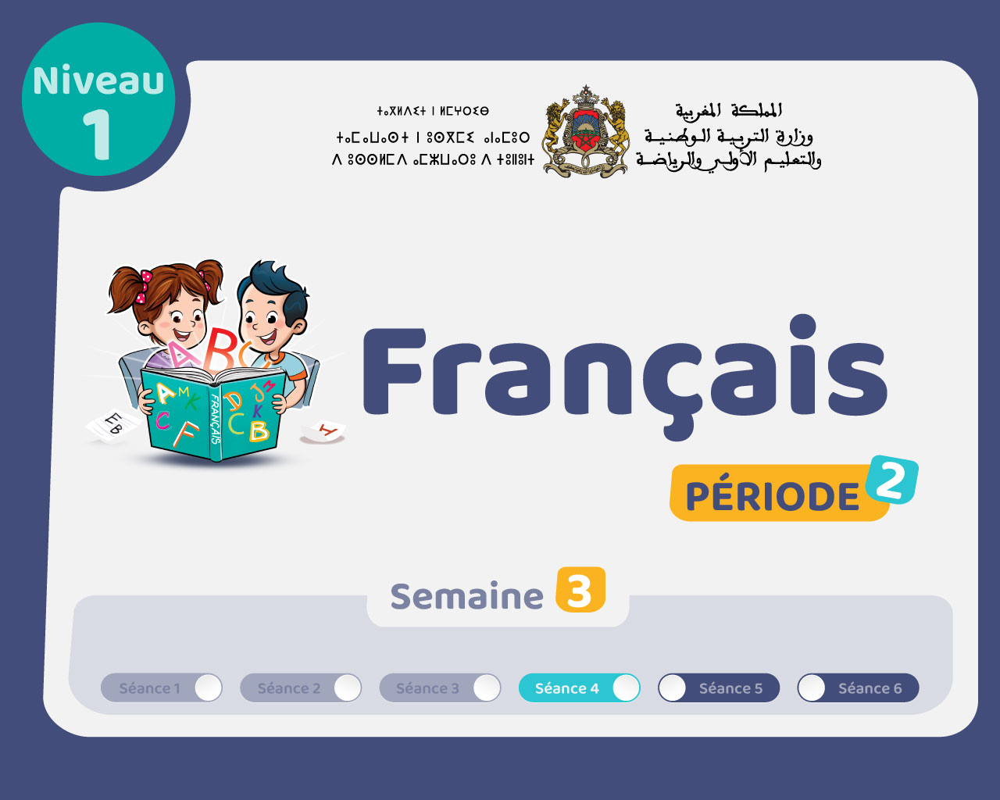 Niveau
1
ⵜⴰⴳⵍⴷⵉⵜ ⵏ ⵍⵎⵖⵔⵉⴱ
ⵜⴰⵎⴰⵡⴰⵙⵜ ⵏ ⵓⵙⴳⵎⵉ ⴰⵏⴰⵎⵓⵔ
ⴷ ⵓⵙⵙⵍⵎⴷ ⴰⵎⵣⵡⴰⵔⵓ ⴷ ⵜⵓⵏⵏⵓⵏⵜ
المملكة المغربية
وزارة التربية الوطنية
والتعليم الأولي والرياضة
A B C
A M K C F
FRANÇAIS
D J M K C B
E B
H
Français
PÉRIODE 2
Semaine 3
Séance 1 Séance 2 Séance 3 Séance 4 Séance 5 Séance 6